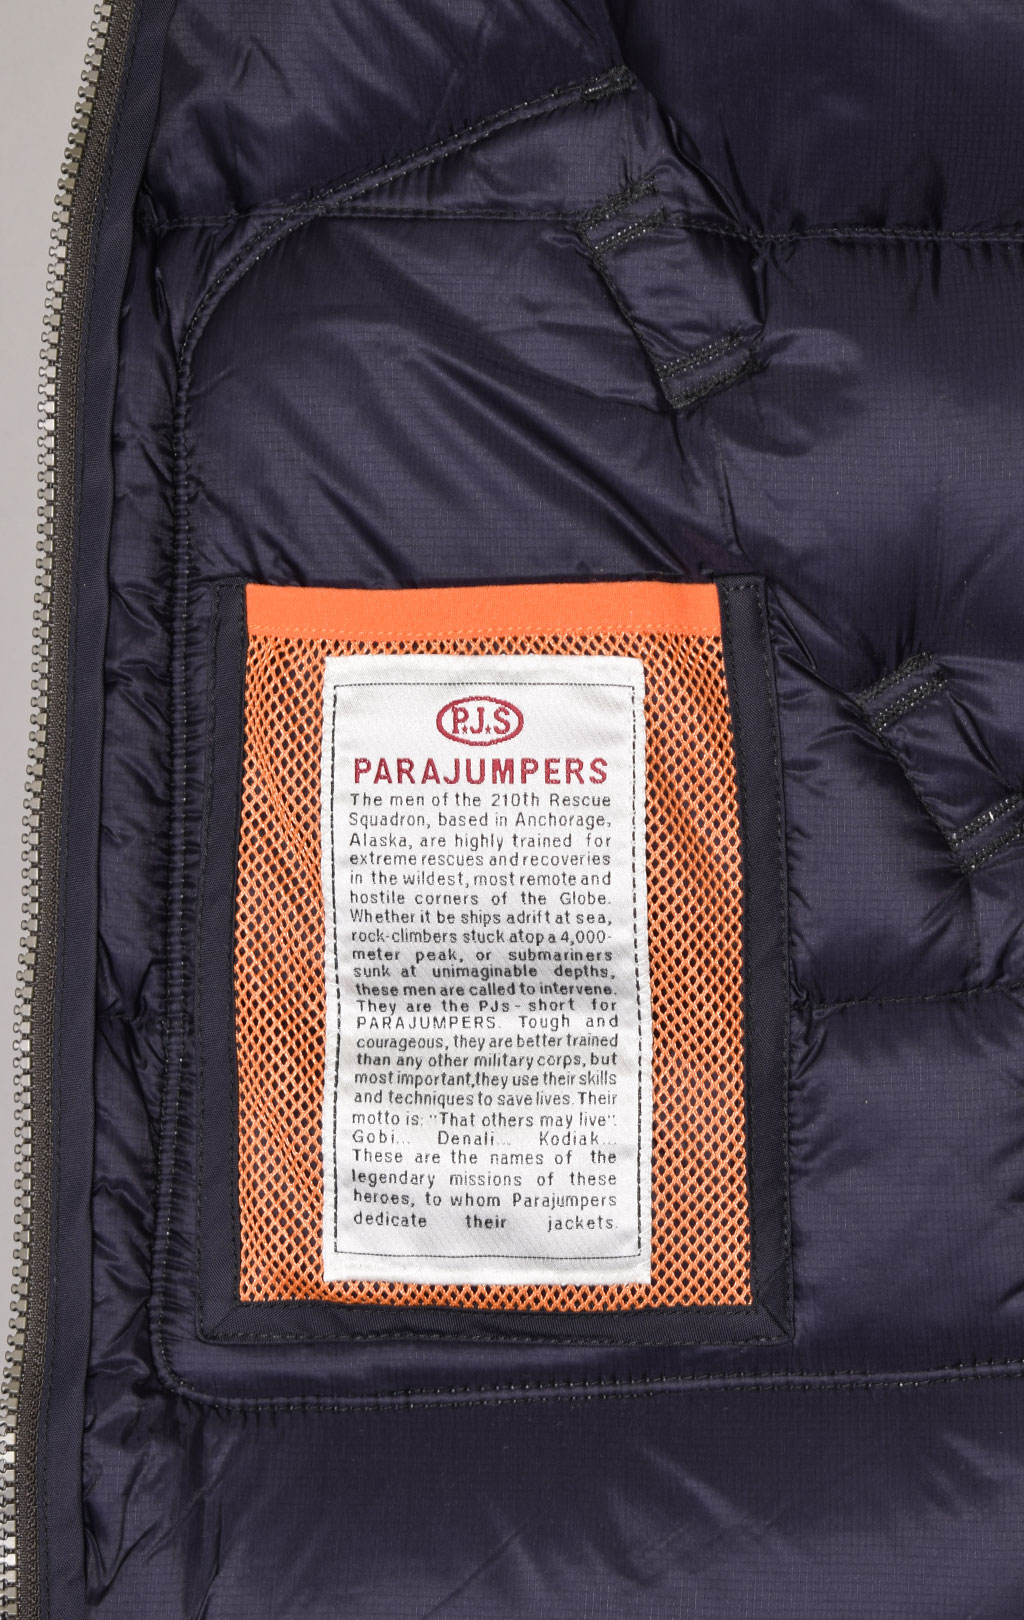 P.J.S
PARAJUMPERS
The men of the 210th Rescue
Squadron, based in Anchorage,
Alaska, are highly trained for
extreme rescues and recoveries
in the wildest, most remote and
hostile corners of the Globe.
Whether it be ships adrift at sea,
rock-climbers stuck atop a 4,000-
meter peak, or submariners
sunk at unimaginable depths,
these men are called to intervene.
They are the PJs - short for
PARAJUMPERS. Tough and
courageous, they are better trained
than any other military corps, but
most important, they use their skills
and techniques to save lives. Their
motto is: "That others may live".
Gobi... Denali... Kodiak...
These are the names of the
legendary missions of these
heroes, to whom Parajumpers
dedicate their jackets.